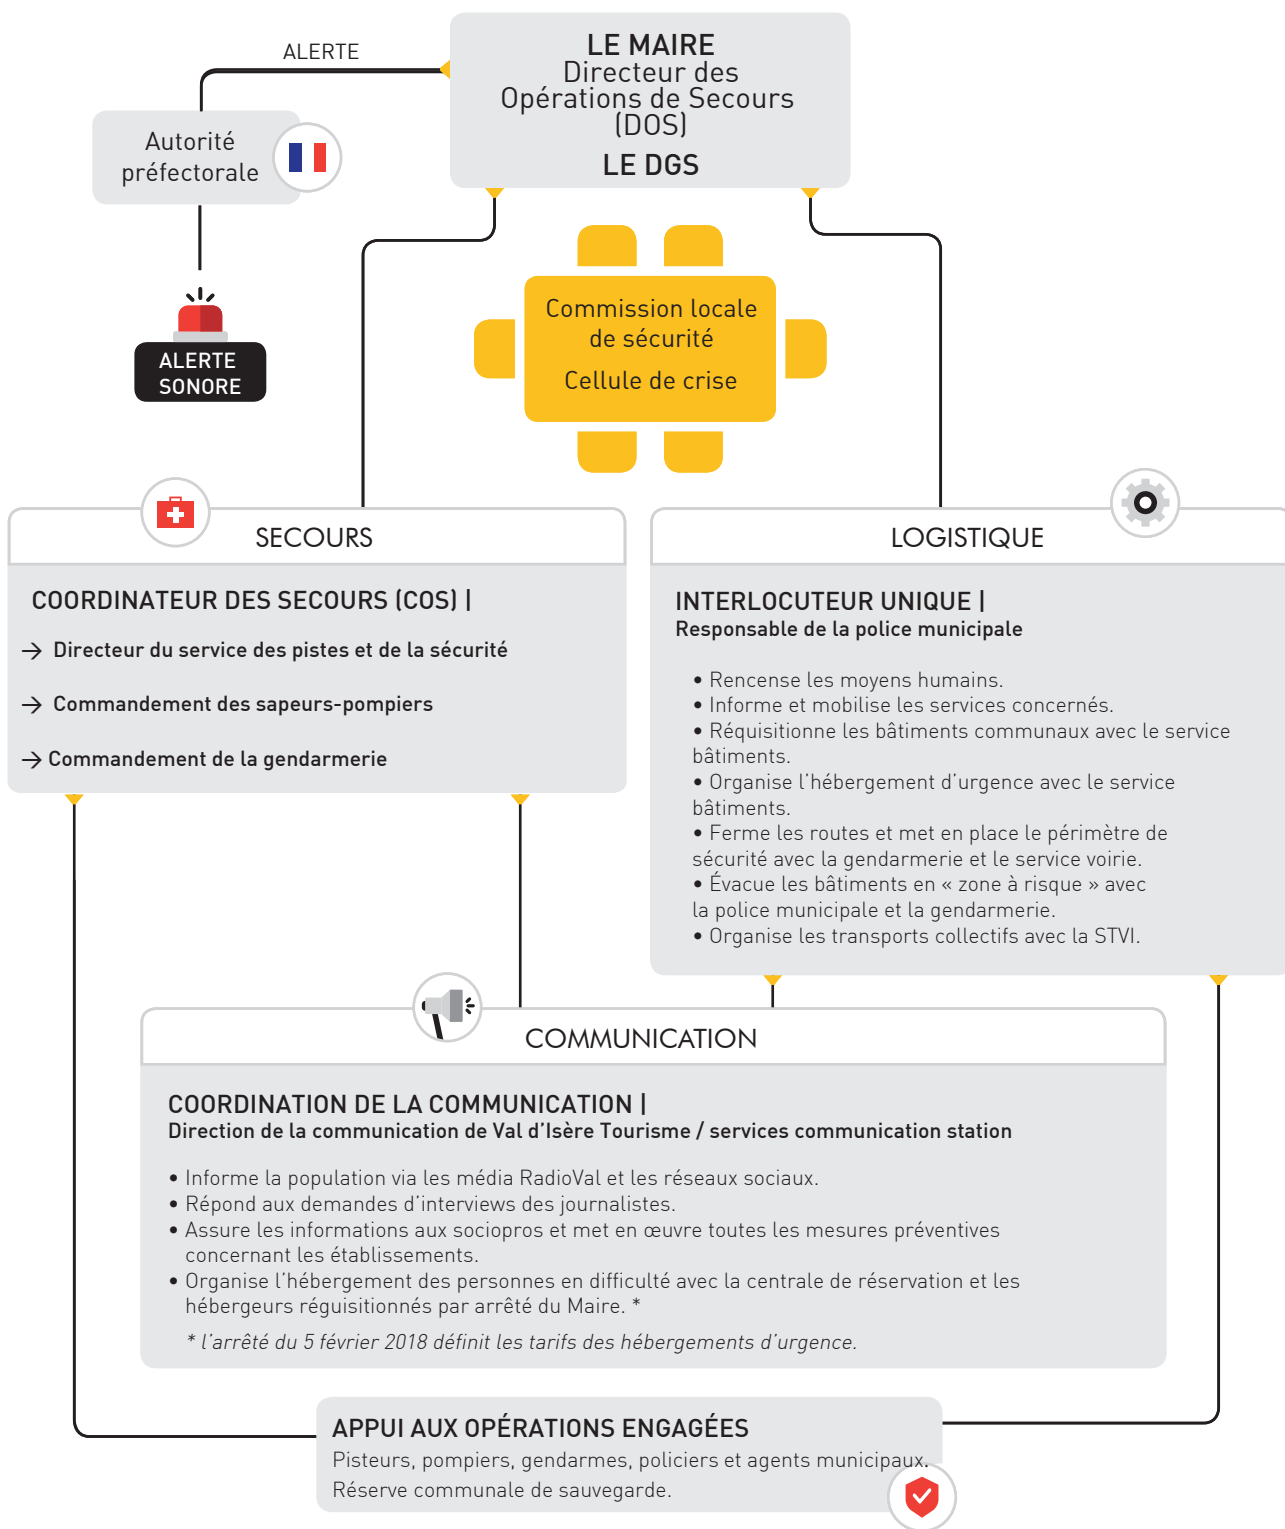 LE MAIRE
Directeur des
Opérations de Secours
(DOS)
LE DGS
ALERTE
Autorité
préfectorale
ALERTE
SONORE
Commission locale
de sécurité
Cellule de crise
SECOURS
COORDINATEUR DES SECOURS (COS) |
→ Directeur du service des pistes et de la sécurité
→ Commandement des sapeurs-pompiers
→ Commandement de la gendarmerie
LOGISTIQUE
INTERLOCUTEUR UNIQUE |
Responsable de la police municipale
• Rencense les moyens humains.
• Informe et mobilise les services concernés.
• Réquisitionne les bâtiments communaux avec le service
bâtiments.
• Organise l’hébergement d’urgence avec le service
bâtiments.
• Ferme les routes et met en place le périmètre de
sécurité avec la gendarmerie et le service voirie.
• Évacue les bâtiments en « zone à risque » avec
la police municipale et la gendarmerie.
• Organise les transports collectifs avec la STVI.
COMMUNICATION
COORDINATION DE LA COMMUNICATION |
Direction de la communication de Val d’Isère Tourisme / services communication station
• Informe la population via les média RadioVal et les réseaux sociaux.
• Répond aux demandes d’interviews des journalistes.
• Assure les informations aux sociopros et met en œuvre toutes les mesures préventives
concernant les établissements.
• Organise l’hébergement des personnes en difficulté avec la centrale de réservation et les
hébergeurs réguisitionnés par arrêté du Maire. *
* l’arrêté du 5 février 2018 définit les tarifs des hébergements d’urgence.
APPUI AUX OPÉRATIONS ENGAGÉES
Pisteurs, pompiers, gendarmes, policiers et agents municipaux.
Réserve communale de sauvegarde.